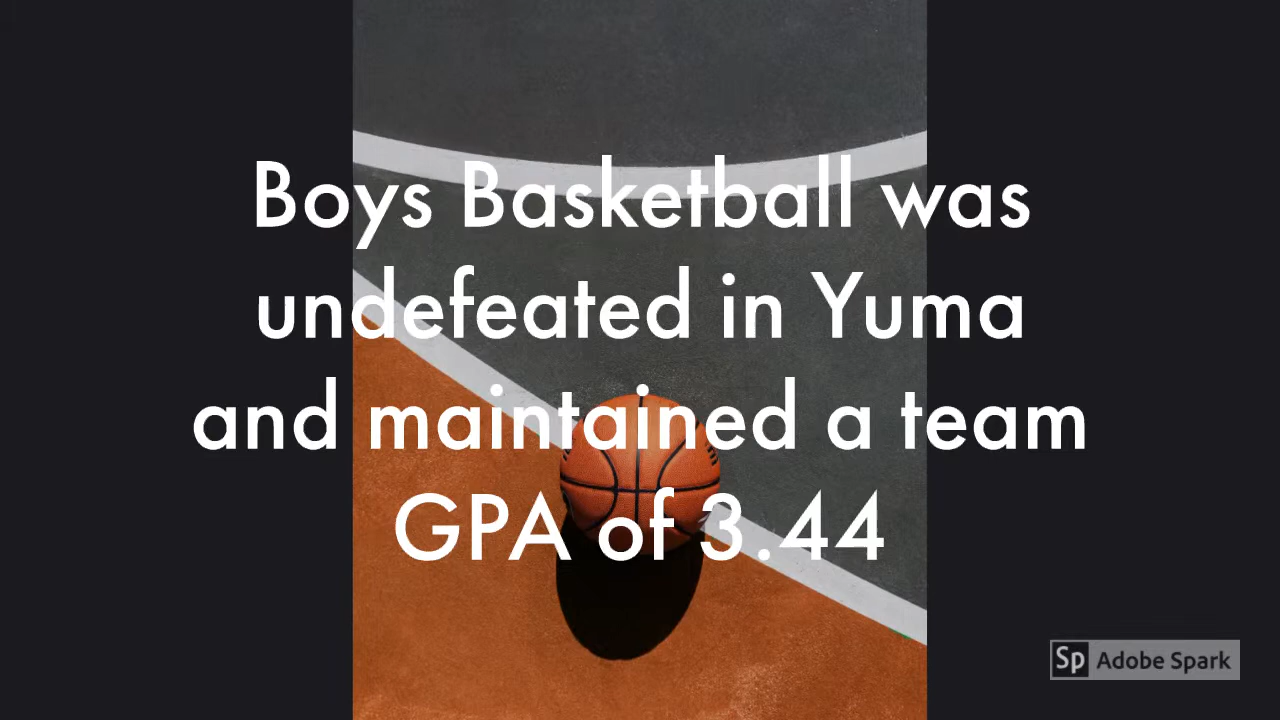 Boys Basketball was
undefeated in Yuma
and maintained a team
GPA of 3.44
Sp Adobe Spark